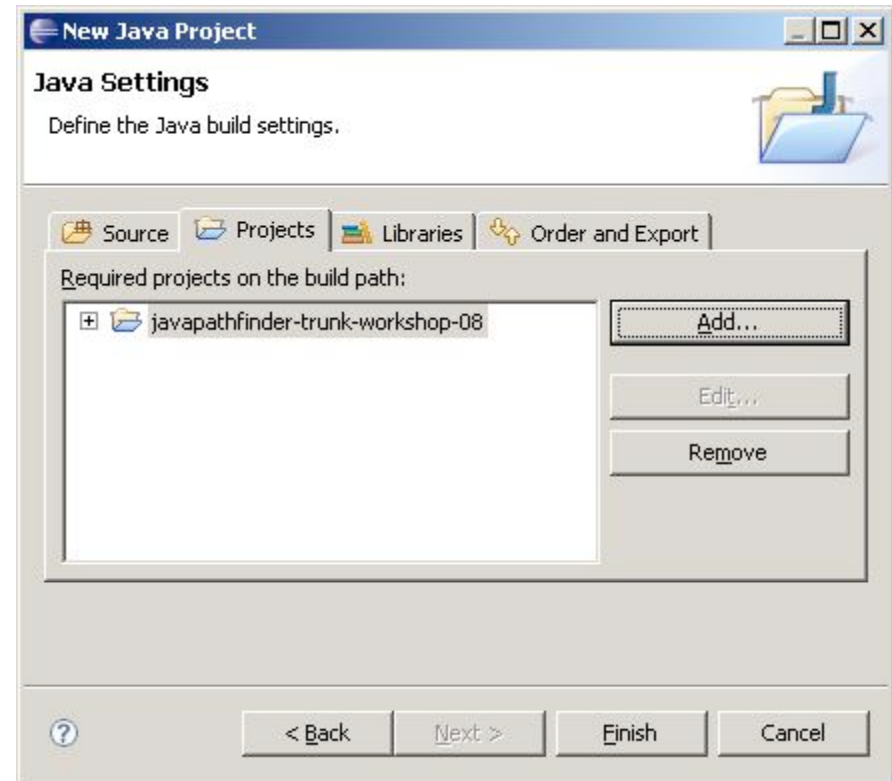 New Java Project
Java Settings
Define the Java build settings.
Source Projects Libraries Order and Export
Required projects on the build path:
javapathfinder-trunk-workshop-08
Add...
Edit...
Remove
< Back Next > Finish Cancel